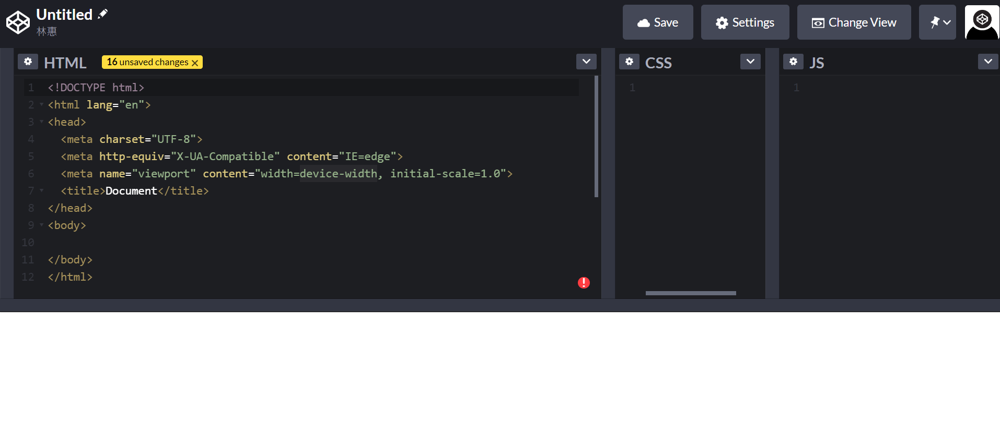 Untitled
林惠
Save
Settings
Change View
HTML
16 unsaved changes ×
CSS
JS
1 <!DOCTYPE html>
2 <html lang="en">
3 <head>
4 <meta charset="UTF-8">
5 <meta http-equiv="X-UA-Compatible" content="IE=edge">
6 <meta name="viewport" content="width=device-width, initial-scale=1.0">
7 <title>Document</title>
8 </head>
9 <body>
10
11 </body>
12 </html>
1
1